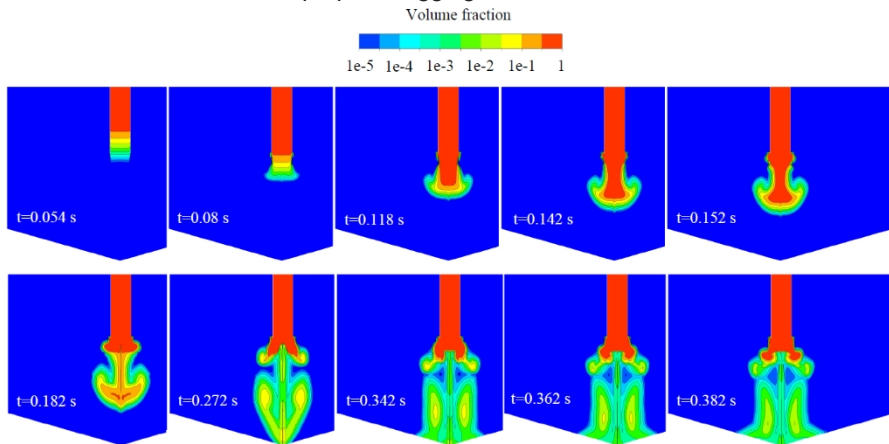 Volume fraction
1e-5 1e-4 1e-3 1e-2 1e-1 1
t=0.054 s
t=0.08 s
t=0.118 s
t=0.142 s
t=0.152 s
t=0.182 s
t=0.272 s
t=0.342 s
t=0.362 s
t=0.382 s